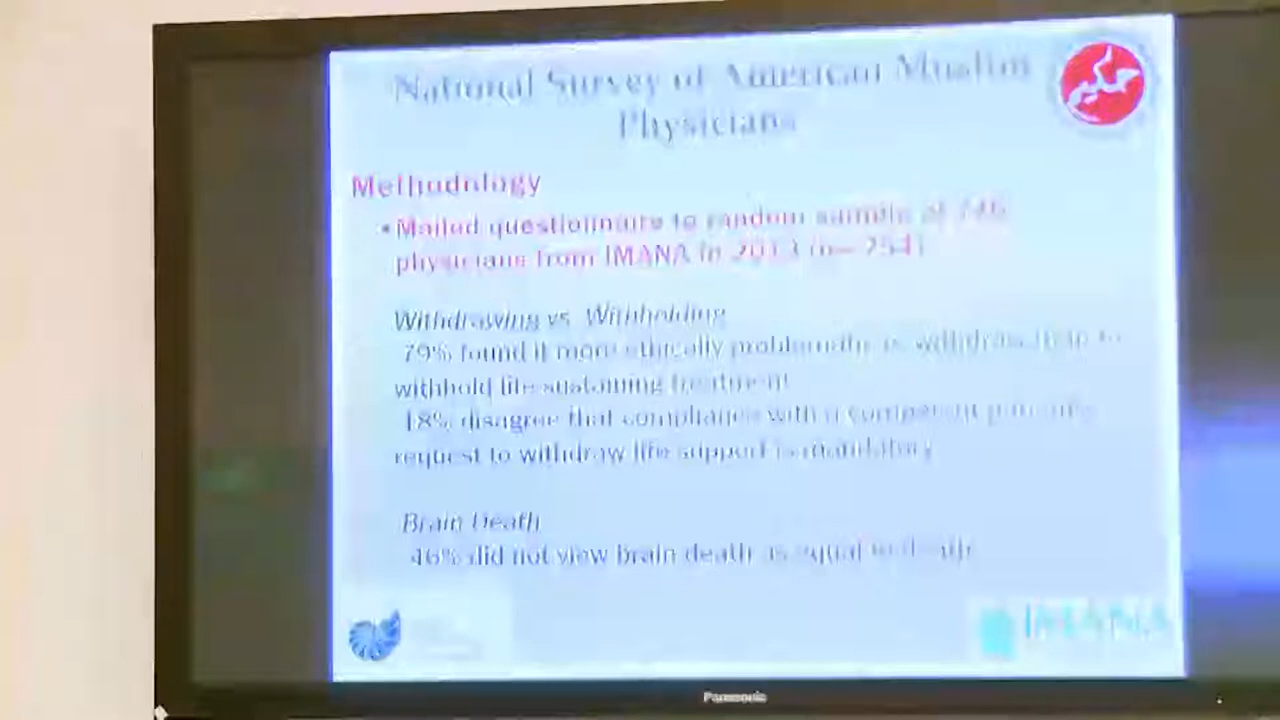 National Survey of American Muslim
Physicians
Methodology
•Mailed questionnaire to random sample of 746
physicians from IMANA in 2013 (n= 254)
Withdrawing vs. Withholding
79% found it more ethically problematic to withdraw than to
withhold life sustaining treatment
18% disagree that compliance with a competent patients
request to withdraw life support is mandatory
Brain Death
46% did not view brain death as equal to death
IMANA
Panasonic